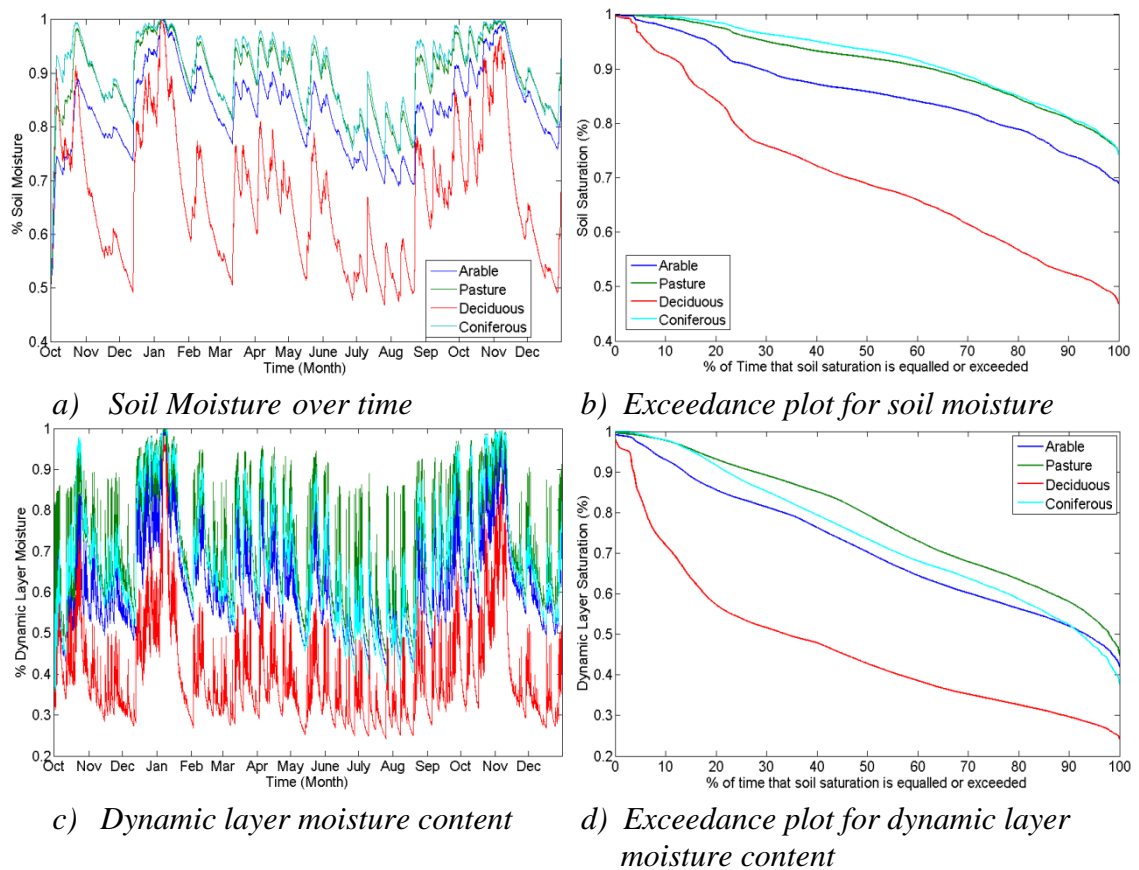 1
0.9
0.8
0.7
0.6
0.5
0.4
% Soil Moisture
Arable
Pasture
Deciduous
Coniferous
Oct Nov Dec Jan Feb Mar Apr May June July Aug Sep Oct Nov Dec
Time (Month)
a) Soil Moisture over time
1
0.9
0.8
0.7
0.6
0.5
0.4
Soil Saturation (%)
Arable
Pasture
Deciduous
Coniferous
0 10 20 30 40 50 60 70 80 90 100
% of Time that soil saturation is equalled or exceeded
b) Exceedance plot for soil moisture
1
0.9
0.8
0.7
0.6
0.5
0.4
0.3
0.2
% Dynamic Layer Moisture
Oct Nov Dec Jan Feb Mar Apr May June July Aug Sep Oct Nov Dec
Time (Month)
c) Dynamic layer moisture content
1
0.9
0.8
0.7
0.6
0.5
0.4
0.3
0.2
Dynamic Layer Saturation (%)
Arable
Pasture
Deciduous
Coniferous
0 10 20 30 40 50 60 70 80 90 100
% of time that soil saturation is equalled or exceeded
d) Exceedance plot for dynamic layer
moisture content